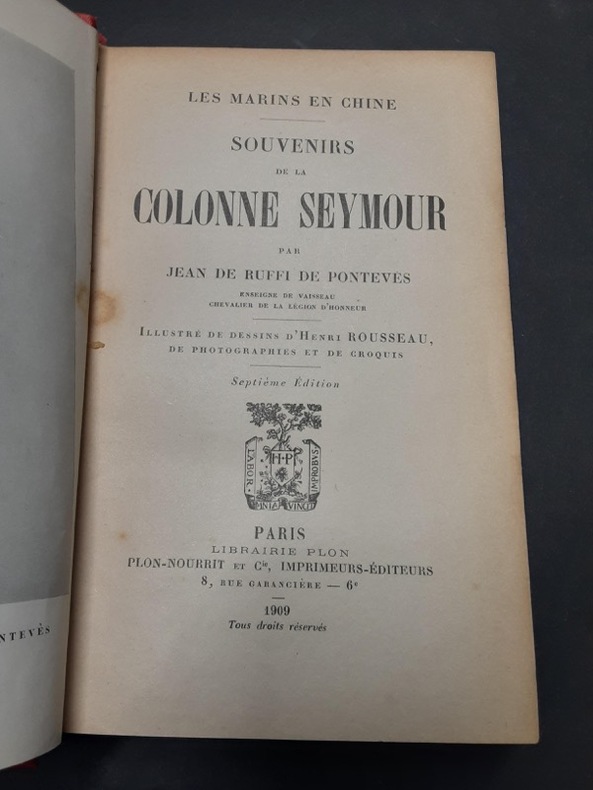 LES MARINS EN CHINE
SOUVENIRS
DE LA
COLONNE SEYMOUR
PAR
JEAN DE RUFFI DE PONTEVÈS
ENSEIGNE DE VAISSEAU
CHEVALIER DE LA LÉGION D'HONNEUR
ILLUSTRÉ DE DESSINS D'HENRI ROUSSEAU,
DE PHOTOGRAPHIES ET DE CROQUIS
Septième Édition
H·P
LABOR·
OMNIA VINCIT
IMPROBVS
PARIS
LIBRAIRIE PLON
PLON-NOURRIT ET Cie, IMPRIMEURS-ÉDITEURS
8, RUE GARANCIÈRE — 6e
1909
Tous droits réservés
NTEVÈS